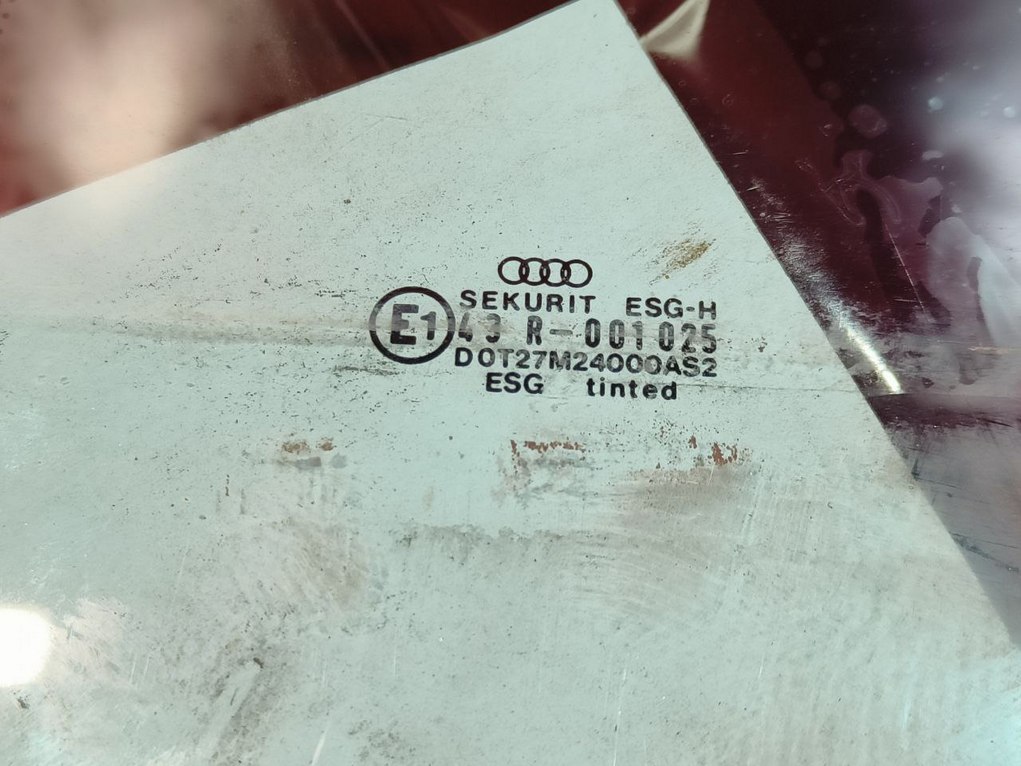 SEKURIT ESG-H
E1 43 R-001025
DOT27M24000AS2
ESG tinted